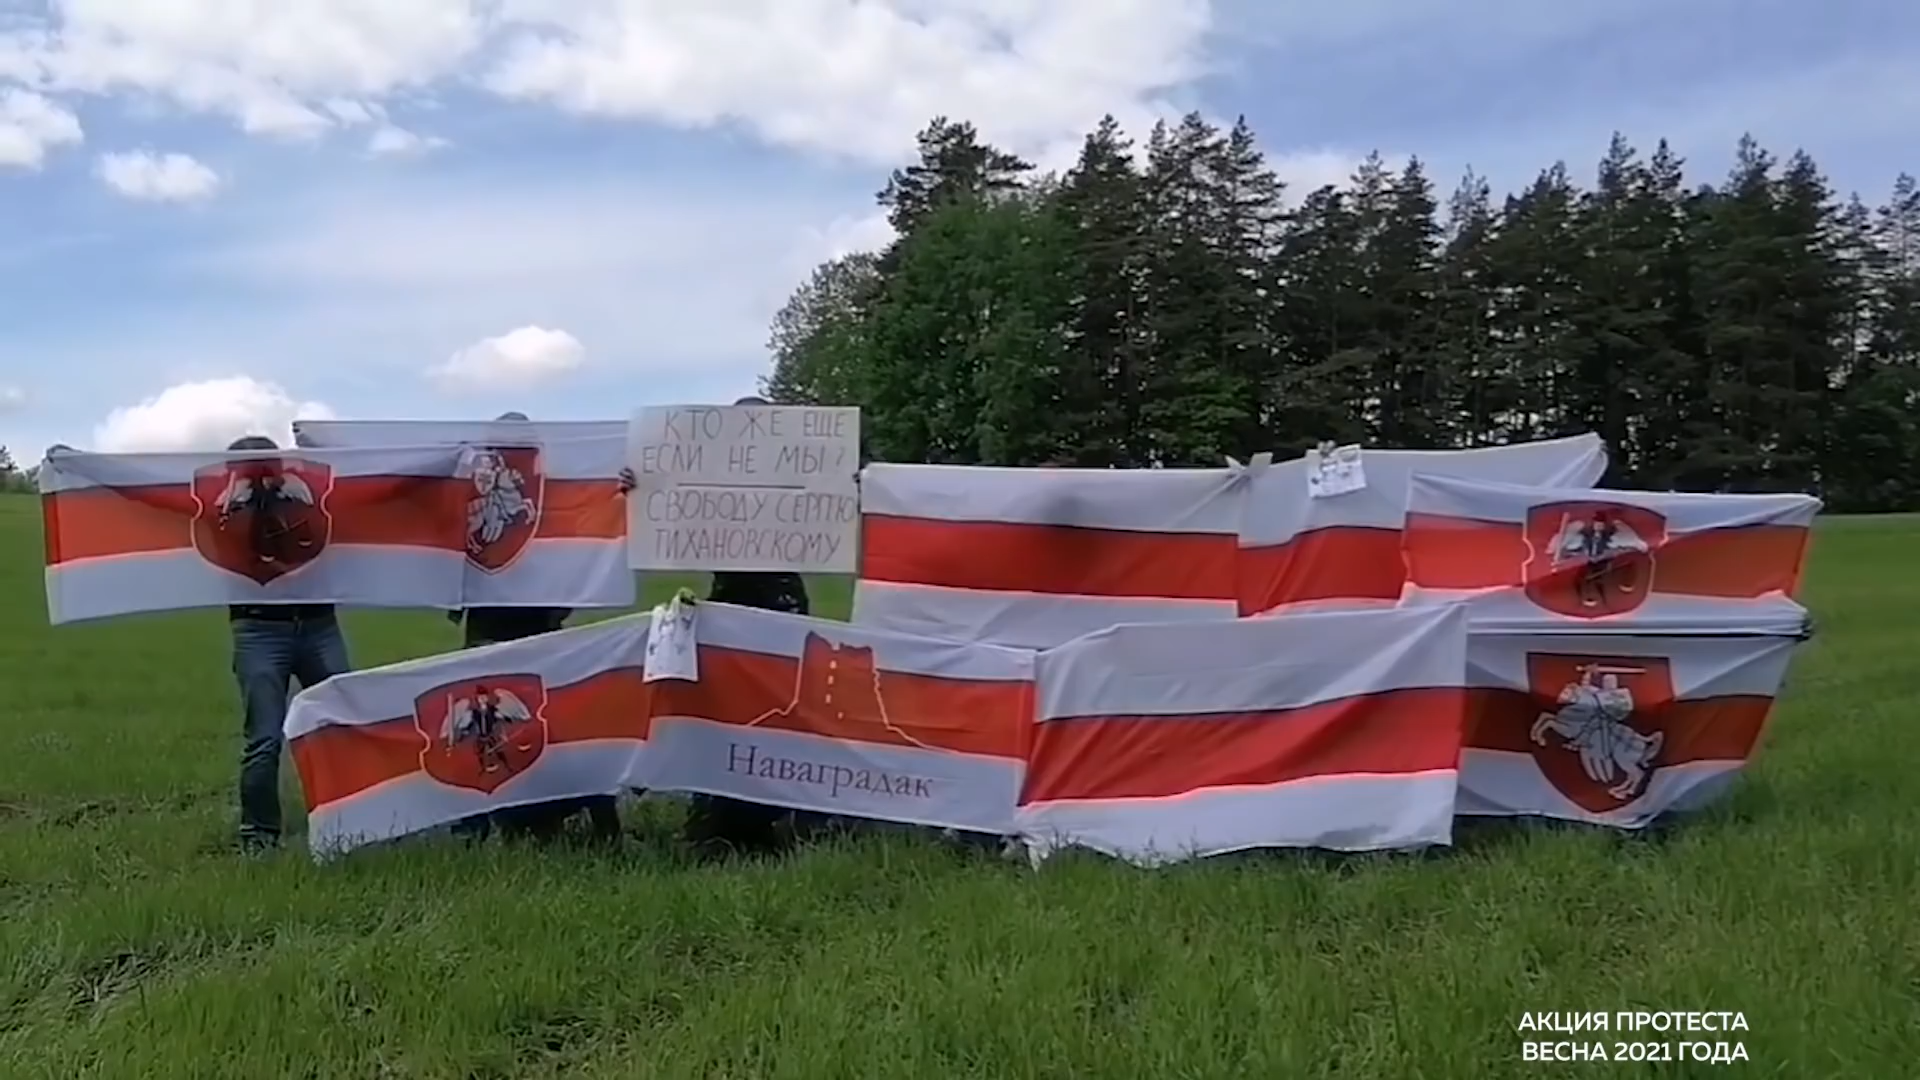 КТО ЖЕ ЕЩЕ
ЕСЛИ НЕ МЫ?
СВОБОДУ СЕРГЕЮ
ТИХАНОВСКОМУ
Наваградак
АКЦИЯ ПРОТЕСТА
ВЕСНА 2021 ГОДА